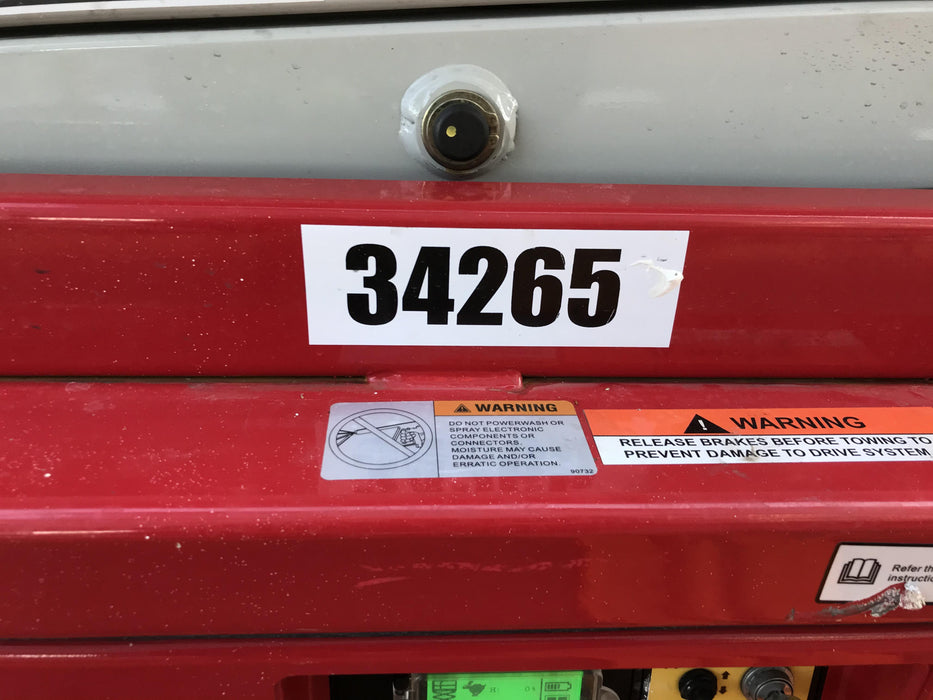 34265
WARNING
DO NOT POWERWASH OR
SPRAY ELECTRONIC
COMPONENTS OR
CONNECTORS.
MOISTURE MAY CAUSE
DAMAGE AND/OR
ERRATIC OPERATION.
90732
WARNING
RELEASE BRAKES BEFORE TOWING TO
PREVENT DAMAGE TO DRIVE SYSTEM.
Refer
H: